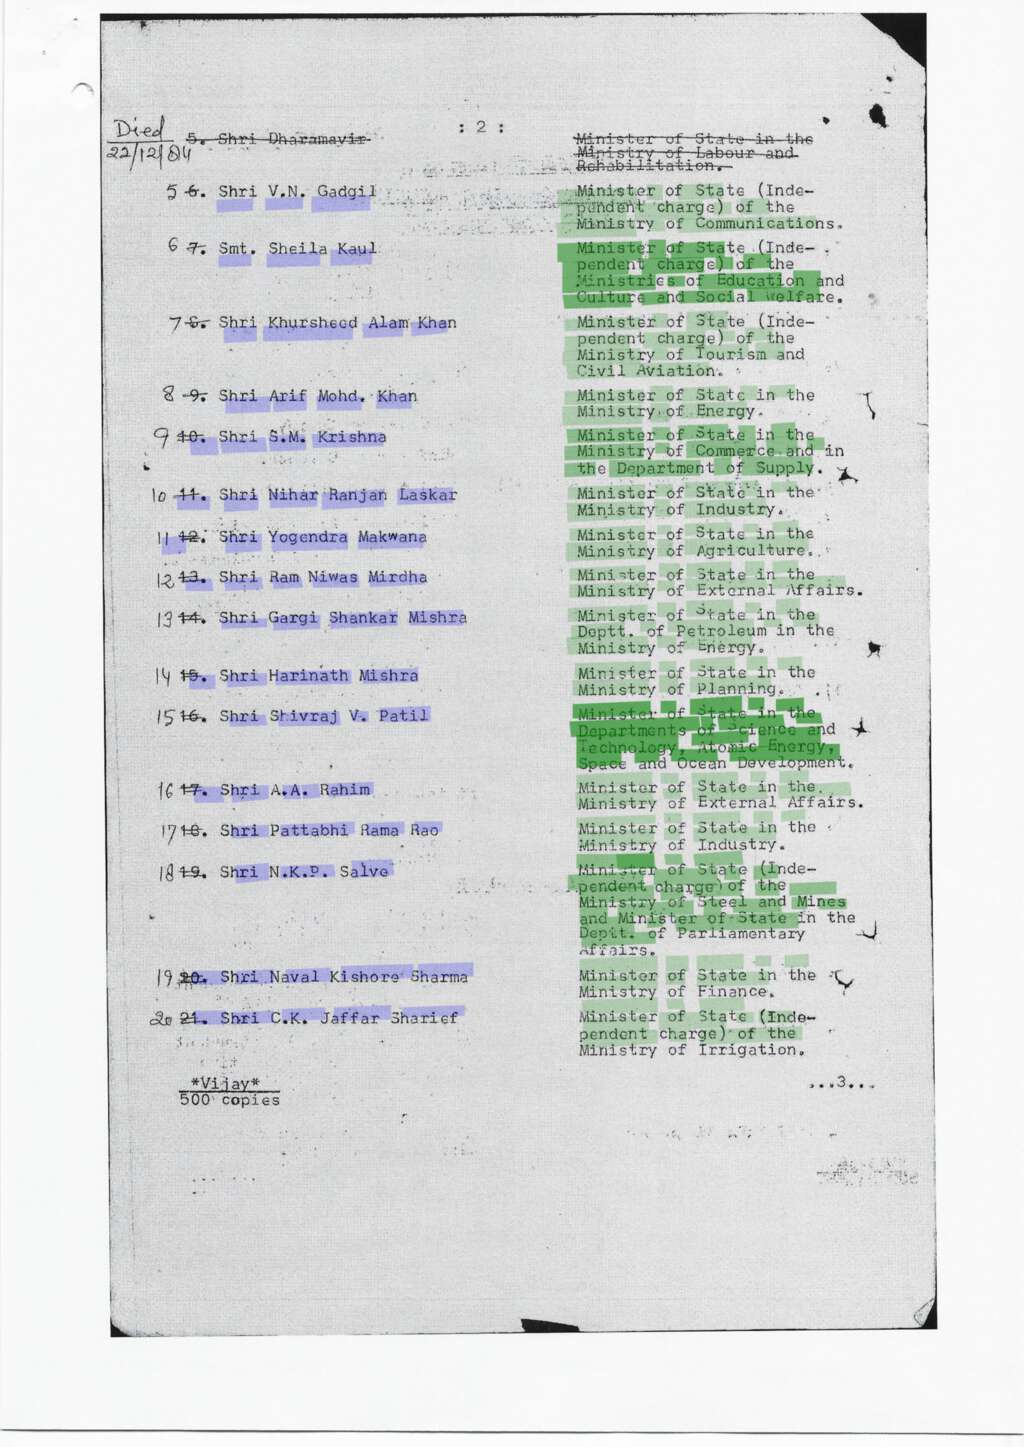 : 2 :
Died
22/12/84
5. Shri Dharamavir Minister of State in the
Ministry of Labour and
Rehabilitation.
5 6. Shri V.N. Gadgil Minister of State (Inde-
pendent charge) of the
Ministry of Communications.
6 7. Smt. Sheila Kaul Minister of State (Inde-
pendent charge) of the
Ministries of Education and
Culture and Social Welfare.
7 8. Shri Khursheed Alam Khan Minister of State (Inde-
pendent charge) of the
Ministry of Tourism and
Civil Aviation.
8 9. Shri Arif Mohd. Khan Minister of State in the
Ministry of Energy.
9 10. Shri S.M. Krishna Minister of State in the
Ministry of Commerce and in
the Department of Supply.
10 11. Shri Nihar Ranjan Laskar Minister of State in the
Ministry of Industry.
11 12. Shri Yogendra Makwana Minister of State in the
Ministry of Agriculture.
12 13. Shri Ram Niwas Mirdha Minister of State in the
Ministry of External Affairs.
13 14. Shri Gargi Shankar Mishra Minister of State in the
Deptt. of Petroleum in the
Ministry of Energy.
14 15. Shri Harinath Mishra Minister of State in the
Ministry of Planning.
15 16. Shri Shivraj V. Patil Minister of State in the
Departments of Science and
Technology, Atomic Energy,
Space and Ocean Development.
16 17. Shri A.A. Rahim Minister of State in the
Ministry of External Affairs.
17 18. Shri Pattabhi Rama Rao Minister of State in the
Ministry of Industry.
18 19. Shri N.K.P. Salve Minister of State (Inde-
pendent charge) of the
Ministry of Steel and Mines
and Minister of State in the
Deptt. of Parliamentary
Affairs.
19 20. Shri Naval Kishore Sharma Minister of State in the
Ministry of Finance.
20 21. Shri C.K. Jaffar Sharief Minister of State (Inde-
pendent charge) of the
Ministry of Irrigation.
*Vijay*
500 copies
...3...